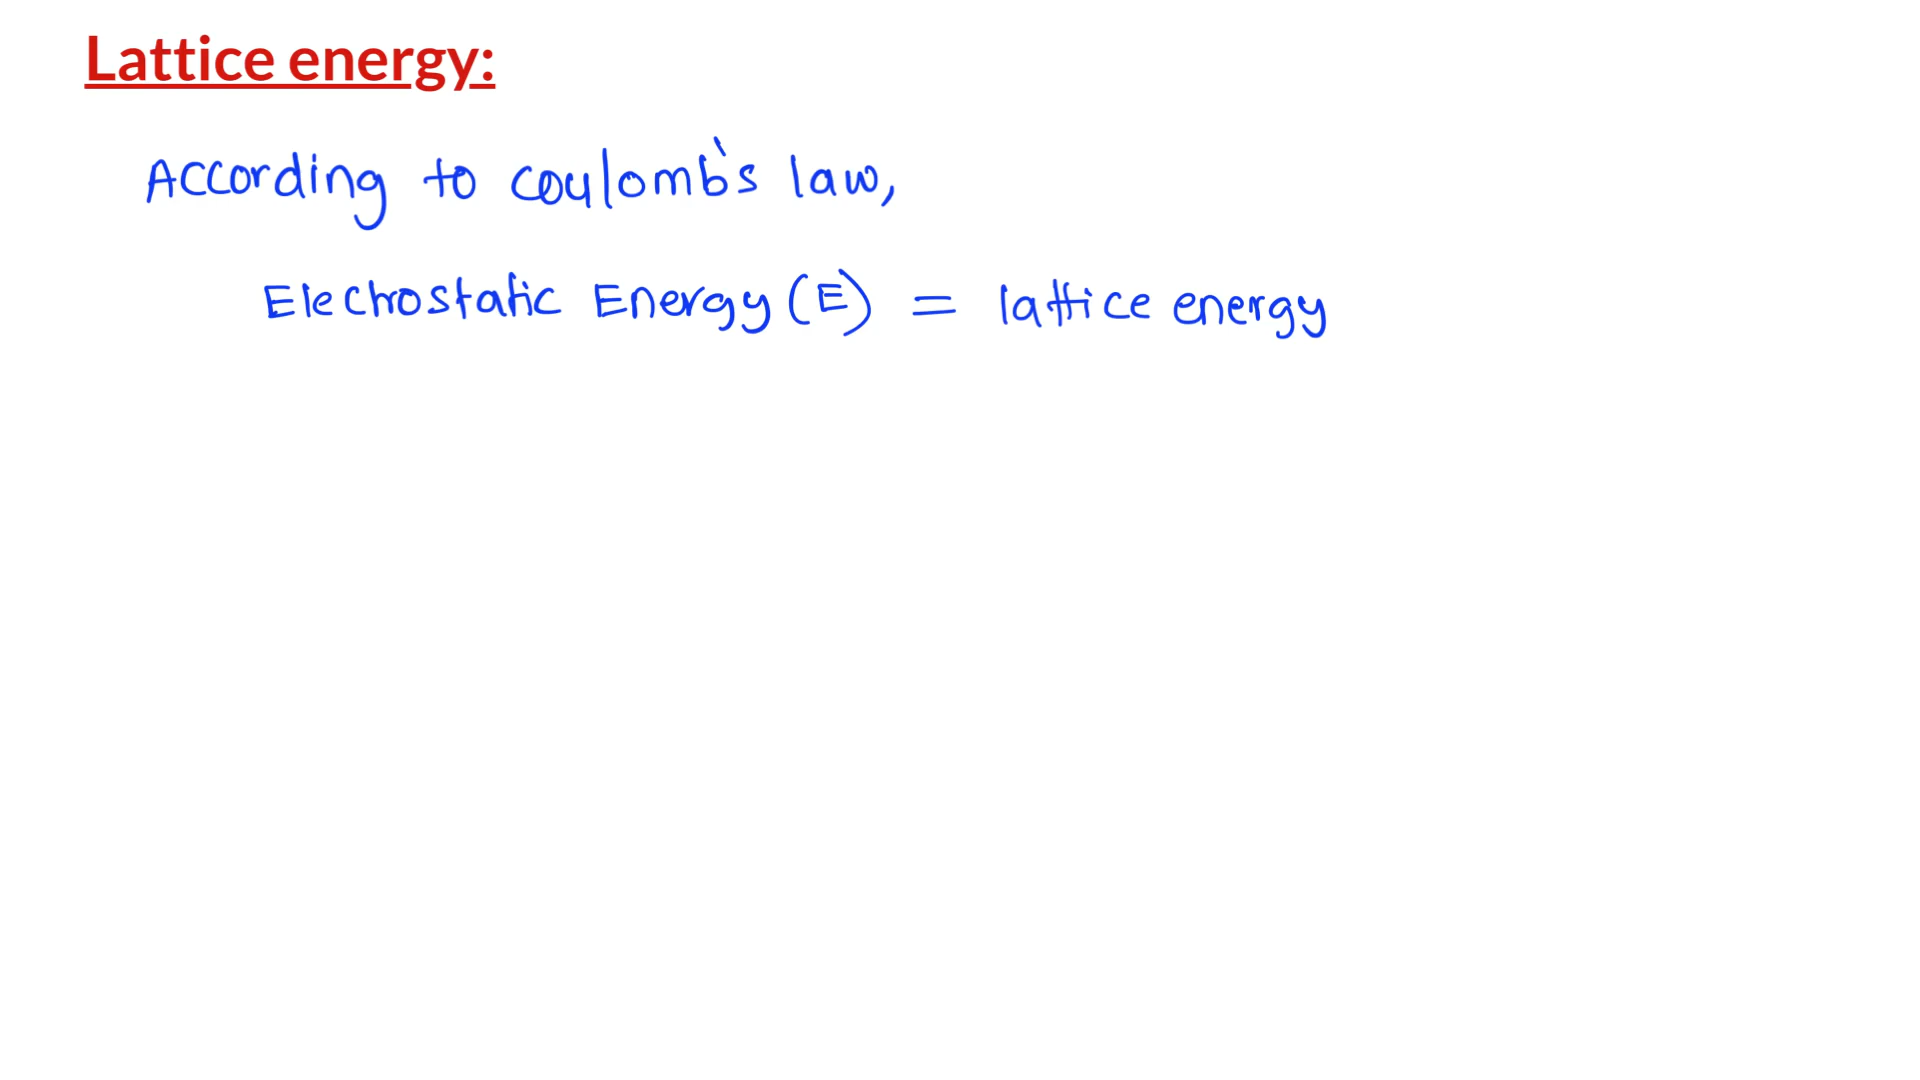 Lattice energy:
According to coulomb's law,
Electrostatic Energy (E) = lattice energy